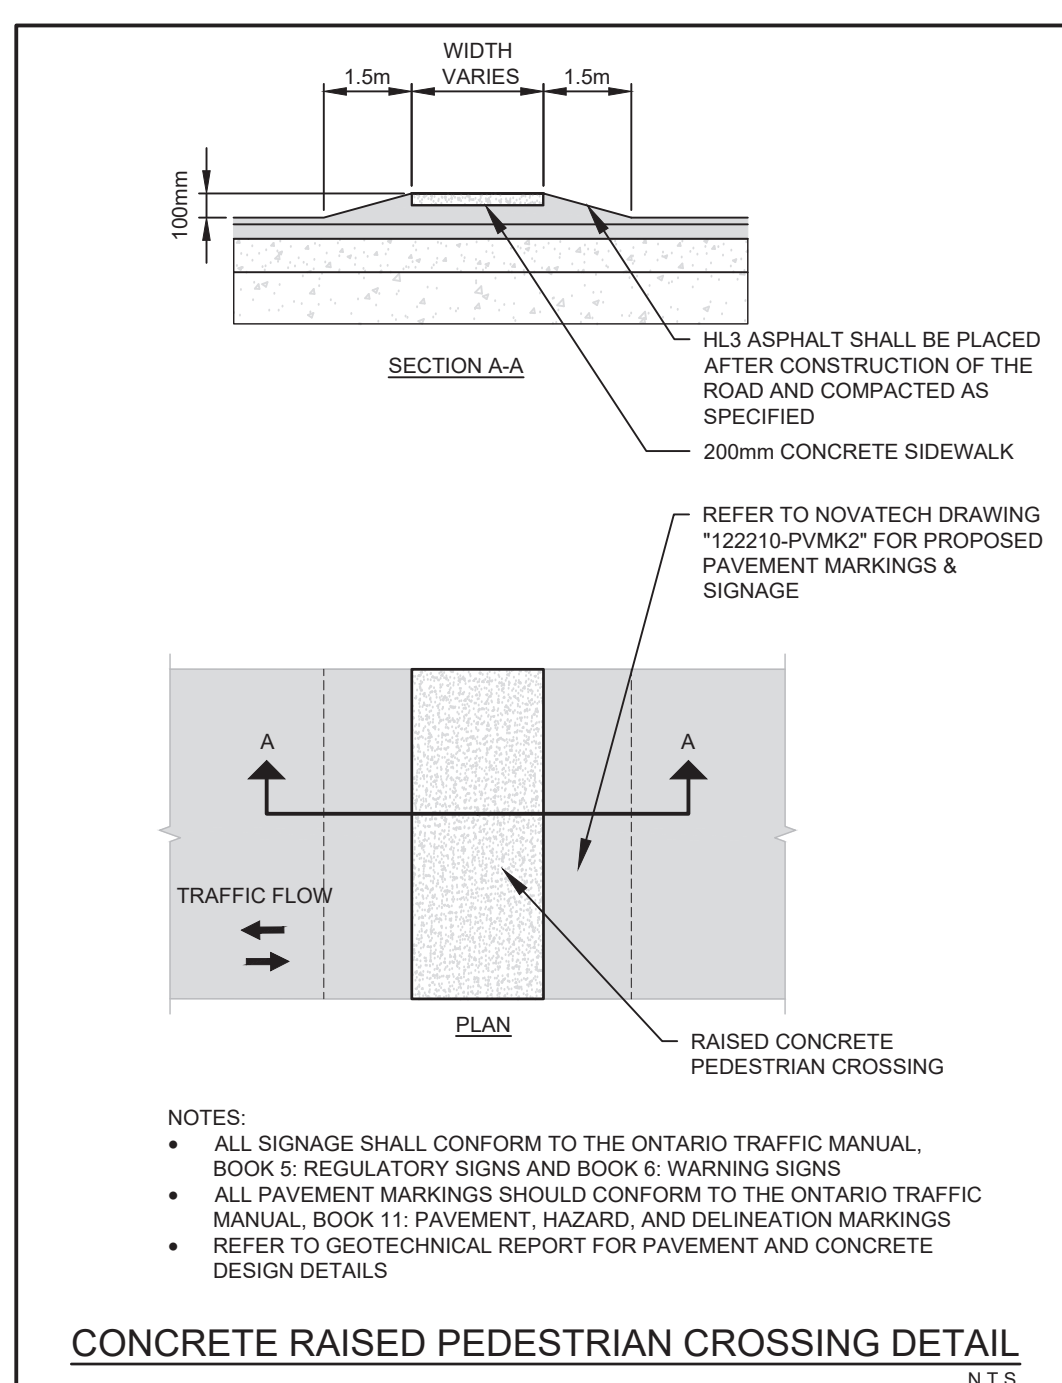 WIDTH
VARIES
1.5m
1.5m
100mm
HL3 ASPHALT SHALL BE PLACED
AFTER CONSTRUCTION OF THE
ROAD AND COMPACTED AS
SPECIFIED
SECTION A-A
200mm CONCRETE SIDEWALK
REFER TO NOVATECH DRAWING
"122210-PVMK2" FOR PROPOSED
PAVEMENT MARKINGS &
SIGNAGE
A
A
TRAFFIC FLOW
PLAN
RAISED CONCRETE
PEDESTRIAN CROSSING
NOTES:
• ALL SIGNAGE SHALL CONFORM TO THE ONTARIO TRAFFIC MANUAL,
BOOK 5: REGULATORY SIGNS AND BOOK 6: WARNING SIGNS
• ALL PAVEMENT MARKINGS SHOULD CONFORM TO THE ONTARIO TRAFFIC
MANUAL, BOOK 11: PAVEMENT, HAZARD, AND DELINEATION MARKINGS
• REFER TO GEOTECHNICAL REPORT FOR PAVEMENT AND CONCRETE
DESIGN DETAILS
CONCRETE RAISED PEDESTRIAN CROSSING DETAIL
N.T.S.